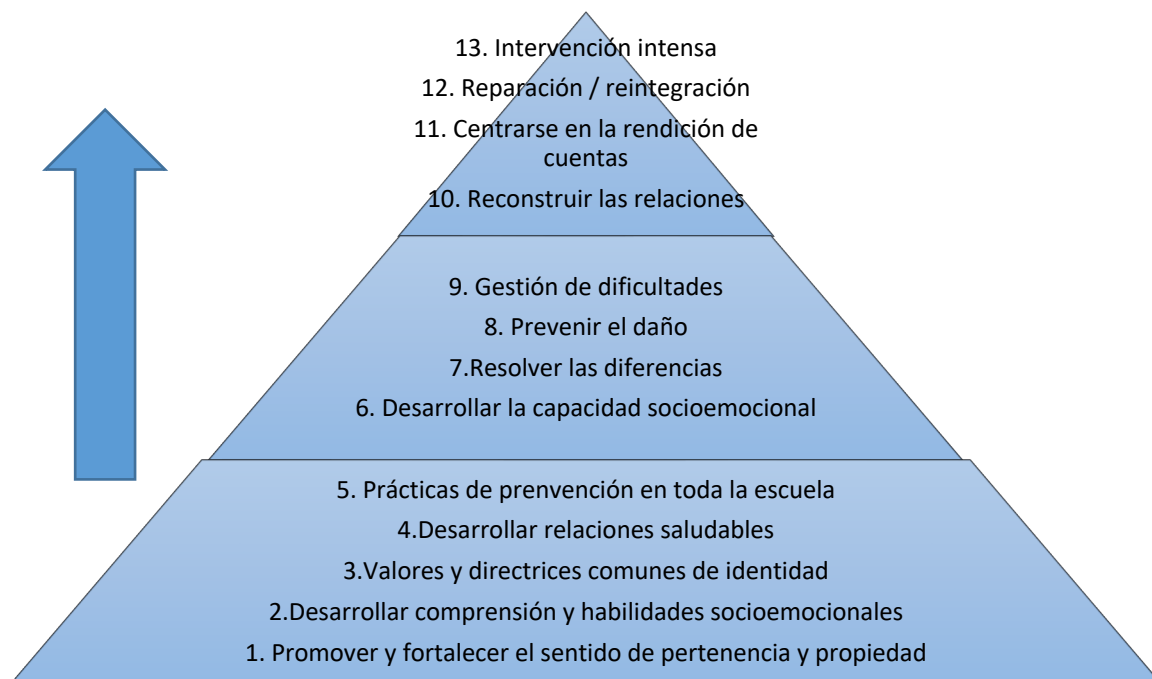 13. Intervención intensa
12. Reparación / reintegración
11. Centrarse en la rendición de
cuentas
10. Reconstruir las relaciones
9. Gestión de dificultades
8. Prevenir el daño
7.Resolver las diferencias
6. Desarrollar la capacidad socioemocional
5. Prácticas de prenvención en toda la escuela
4.Desarrollar relaciones saludables
3.Valores y directrices comunes de identidad
2.Desarrollar comprensión y habilidades socioemocionales
1. Promover y fortalecer el sentido de pertenencia y propiedad